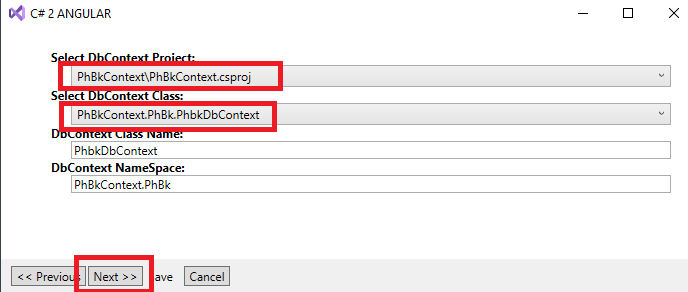 C# 2 ANGULAR
Select DbContext Project:
PhBkContext\PhBkContext.csproj
Select DbContext Class:
PhBkContext.PhBk.PhbkDbContext
DbContext Class Name:
PhbkDbContext
DbContext NameSpace:
PhBkContext.PhBk
<< Previous Next >> ave Cancel